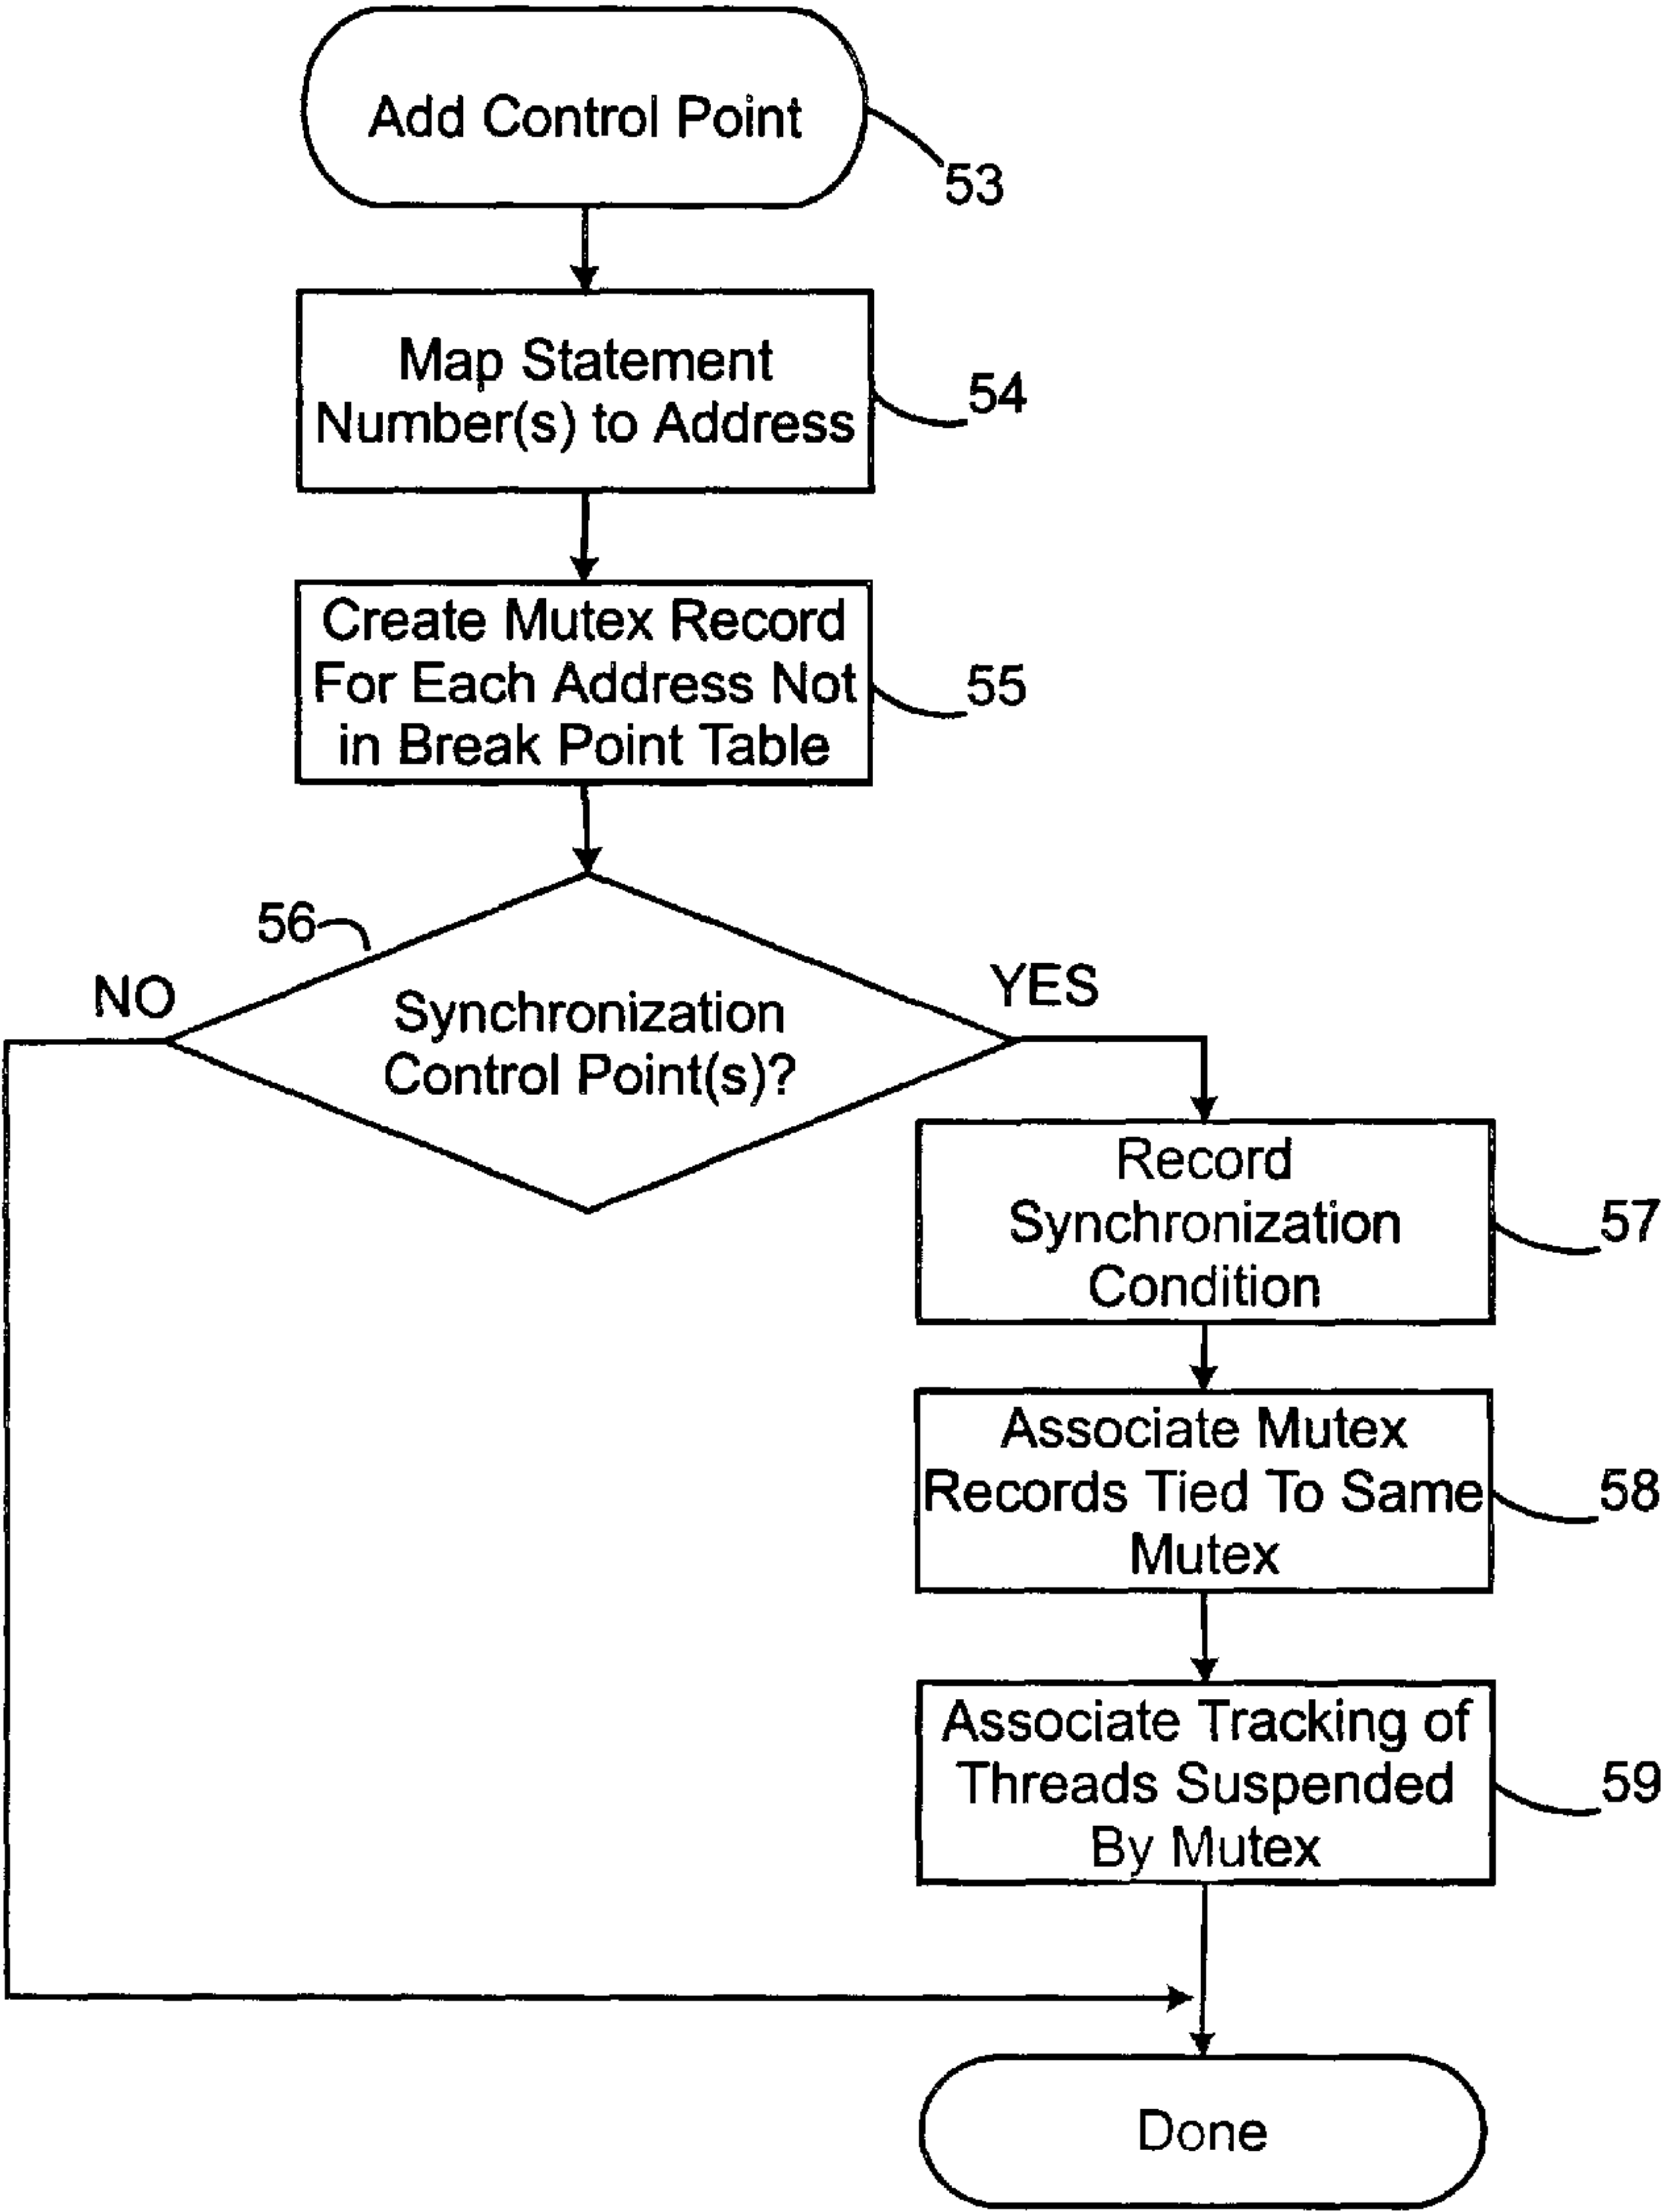 Add Control Point
53
Map Statement
Number(s) to Address
54
Create Mutex Record
For Each Address Not
in Break Point Table
55
56
NO
YES
Synchronization
Control Point(s)?
Record
Synchronization
Condition
57
Associate Mutex
Records Tied To Same
Mutex
58
Associate Tracking of
Threads Suspended
By Mutex
59
Done